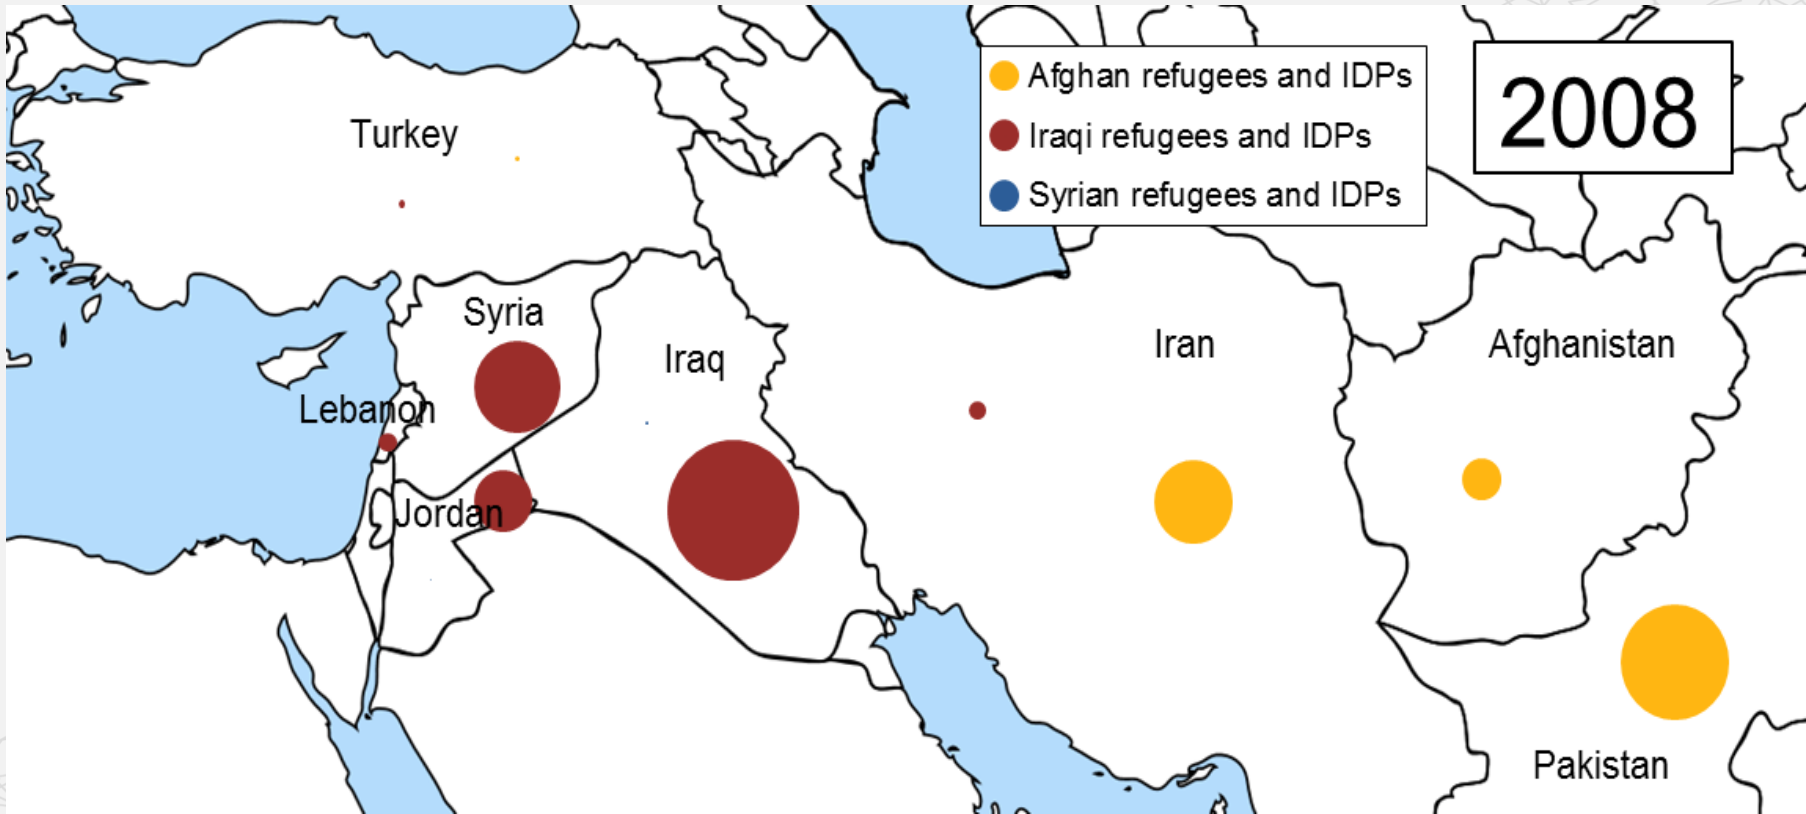 Afghan refugees and IDPs
Iraqi refugees and IDPs
Syrian refugees and IDPs
2008
Turkey
Syria
Iraq
Iran
Afghanistan
Lebanon
Jordan
Pakistan